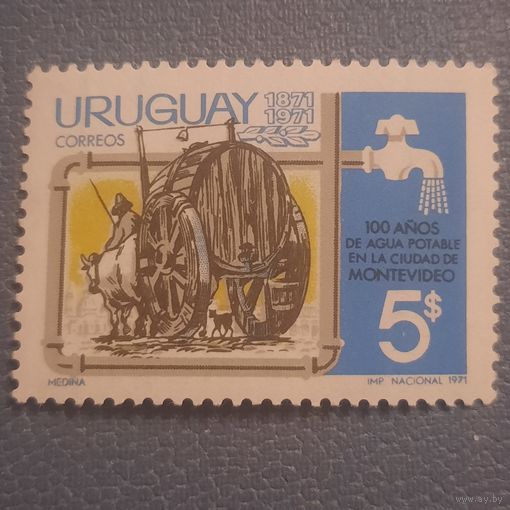 URUGUAY
1871
1971
CORREOS
100 AÑOS
DE AGUA POTABLE
EN LA CIUDAD DE
MONTEVIDEO
5$
MEDINA
IMP NACIONAL 1971
www.ay.by